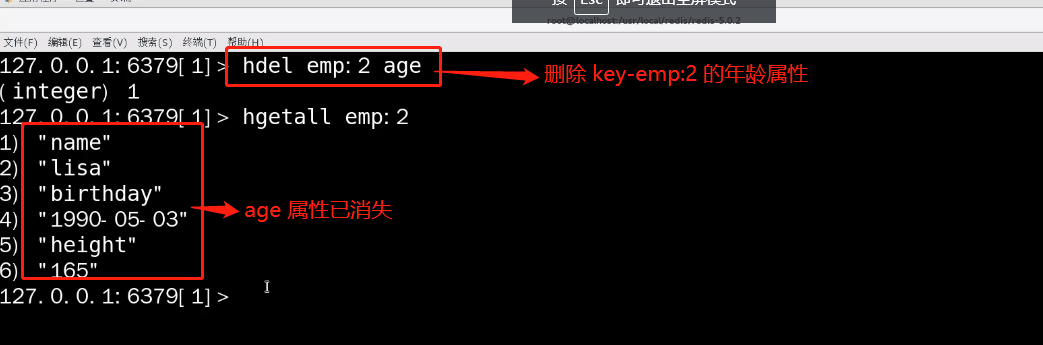 按 Esc 即可退出全屏模式
root@localhost:/usr/local/redis/redis-5.0.2
文件(F) 编辑(E) 查看(V) 搜索(S) 终端(T) 帮助(H)
127.0.0.1:6379[1]> hdel emp:2 age
删除 key-emp:2 的年龄属性
(integer) 1
127.0.0.1:6379[1]> hgetall emp:2
1) "name"
2) "lisa"
3) "birthday"
4) "1990-05-03"
age 属性已消失
5) "height"
6) "165"
127.0.0.1:6379[1]>